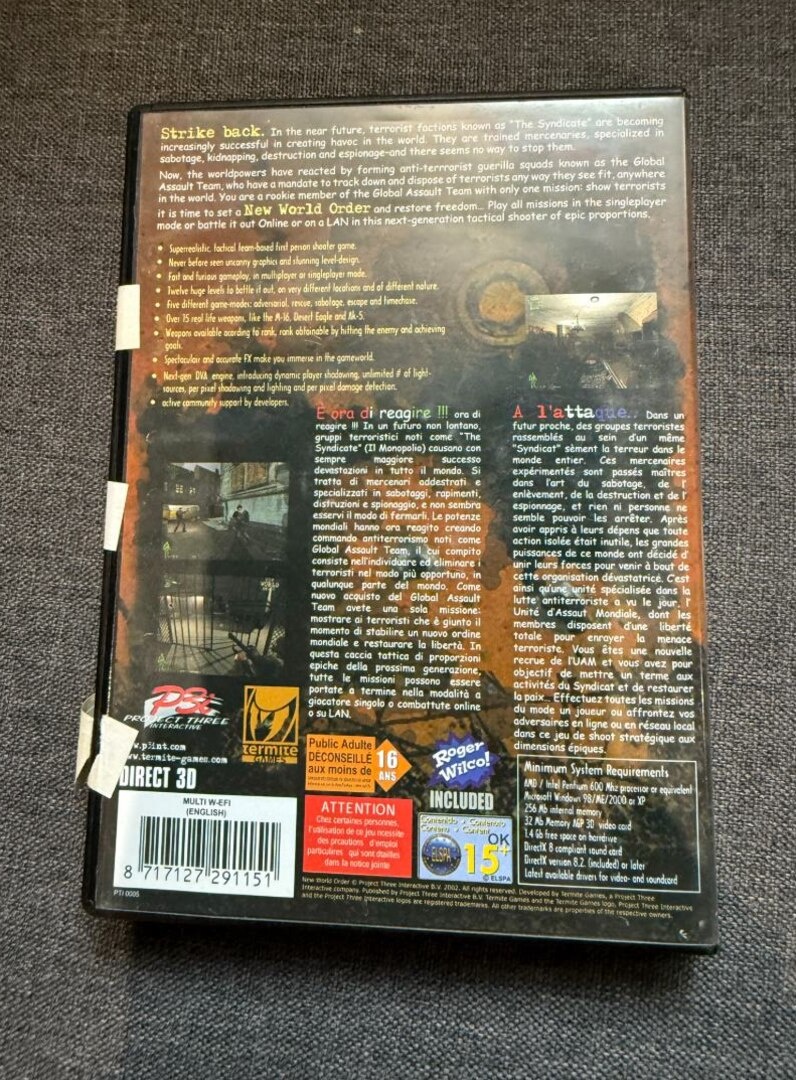 Strike back. In the near future, terrorist factions known as "The Syndicate" are becoming
increasingly successful in creating havoc in the world. They are trained mercenaries, specialized in
sabotage, kidnapping, destruction and espionage-and there seems no way to stop them.
Now, the worldpowers have reacted by forming anti-terrrorist guerilla squads known as the Global
Assault Team, who have a mandate to track down and dispose of terrorists any way they see fit, anywhere
in the world. You are a rookie member of the Global Assault Team with only one mission: show terrorists
it is time to set a New World Order and restore freedom... Play all missions in the singleplayer
mode or battle it out Online or on a LAN in this next-generation tactical shooter of epic proportions.
• Superrealistic, tactical team-based first person shooter game.
• Never before seen uncanny graphics and stunning level-design.
• Fast and furious gameplay, in multiplayer or singleplayer mode.
• Twelve huge levels to battle it out, on very different locations and of different nature.
• Five different game-modes: adversarial, rescue, sabotage, escape and timechase.
• Over 15 real life weapons, like the M-16, Desert Eagle and Ak-5.
• Weapons available acording to rank, rank obtainable by hitting the enemy and achieving
goals.
• Spectacular and accurate FX make you immerse in the gameworld.
• Next-gen DVA engine, introducing dynamic player shadowing, unlimited # of light-
sources, per pixel shadowing and lighting and per pixel damage detection.
• active community support by developers.
È ora di reagire !!! ora di
reagire !!! In un futuro non lontano,
gruppi terroristici noti come "The
Syndicate" (Il Monopolio) causano con
sempre maggiore successo
devastazioni in tutto il mondo. Si
tratta di mercenari addestrati e
specializzati in sabotaggi, rapimenti,
distruzioni e spionaggio, e non sembra
esservi il modo di fermarli. Le potenze
mondiali hanno ora reagito creando
commando antiterrorismo noti come
Global Assault Team, il cui compito
consiste nell'individuare ed eliminare i
terroristi nel modo più opportuno, in
qualunque parte del mondo. Come
nuovo acquisto del Global Assault
Team avete una sola missione:
mostrare ai terroristi che è giunto il
momento di stabilire un nuovo ordine
mondiale e restaurare la libertà. In
questa caccia tattica di proporzioni
epiche della prossima generazione,
tutte le missioni possono essere
portate a termine nella modalità a
giocatore singolo o combattute online
o su LAN.
A l'attaque.. Dans un
futur proche, des groupes terroristes
rassemblés au sein d'un même
"Syndicat" sèment la terreur dans le
monde entier. Ces mercenaires
expérimentés sont passés maîtres
dans l'art du sabotage, de l'
enlèvement, de la destruction et de l'
espionnage, et rien ni personne ne
semble pouvoir les arrêter. Après
avoir appris à leurs dépens que toute
action isolée était inutile, les grandes
puissances de ce monde ont décidé d'
unir leurs forces pour venir à bout de
cette organisation dévastatrice. C'est
ainsi qu'une unité spécialisée dans la
lutte antiterroriste a vu le jour, l'
Unité d'Assaut Mondiale, dont les
membres disposent d'une liberté
totale pour enrayer la menace
terroriste. Vous êtes une nouvelle
recrue de l'UAM et vous avez pour
objectif de mettre un terme aux
activités du Syndicat et de restaurer
la paix.. Effectuez toutes les missions
du mode un joueur ou affrontez vos
adversaires en ligne ou en réseau local
dans ce jeu de shoot stratégique aux
dimensions épiques.
P3i
PROJECT THREE
INTERACTIVE
termite
GAMES
w.p3int.com
www.termite-games.com
DIRECT 3D
Public Adulte
DÉCONSEILLÉ
aux moins de
16
ANS
Roger
Wilco!
INCLUDED
ATTENTION
Chez certaines personnes,
l'utilisation de ce jeu necessite
des précautions d'emploi
particulières qui sont détaillées
dans la notice jointe
Contenido • Contenuto
Contenu • Content
ELSPA
OK
15+
© ELSPA
Minimum System Requirements
AMD / Intel Pentium 600 Mhz processor or equivalent
Microsoft Windows 98/ME/2000 or XP
256 Mb internal memory
32 Mb Memory AGP 3D video card
1.4 Gb free space on harddrive
DirectX 8 compliant sound card
DirectX version 8.2. (included) or later
Latest available drivers for video- and soundcard
MULTI W-EFI
(ENGLISH)
8 717127 291151
PTI 0005
New World Order © Project Three Interactive B.V. 2002. All rights reserved. Developed by Termite Games, a Project Three
Interactive company. Published by Project Three Interactive B.V. Termite Games and the Termite Games logo, Project Three Interactive
and the Project Three Interactive logos are registered trademarks. All other trademarks are properties of the respective owners.